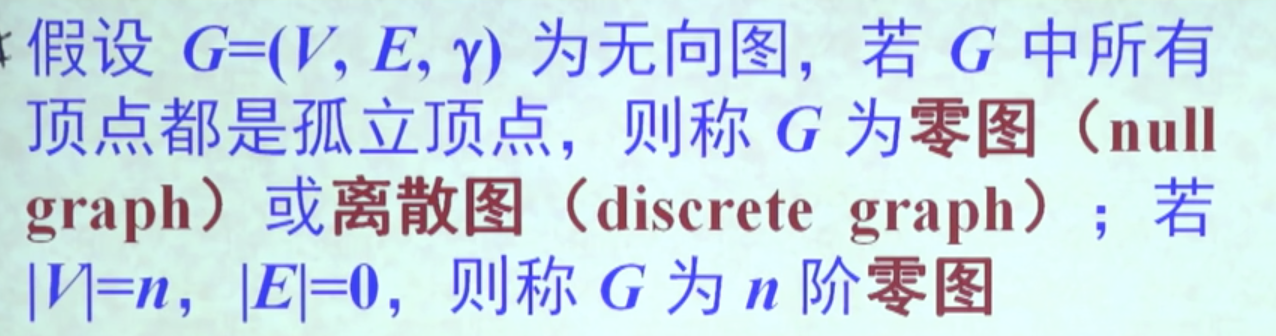 假设 G=(V, E, γ) 为无向图，若 G 中所有
顶点都是孤立顶点，则称 G 为零图（null
graph）或离散图（discrete graph）；若
|V|=n，|E|=0，则称 G 为 n 阶零图